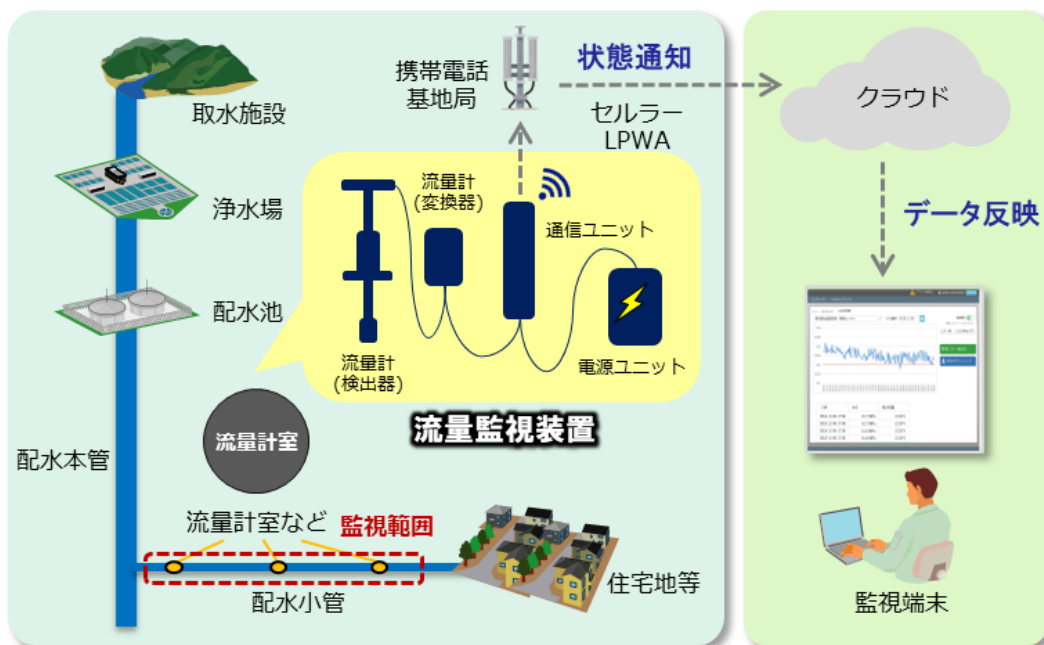 取水施設
浄水場
配水池
配水本管
携帯電話
基地局
状態通知
セルラー
LPWA
流量計
(変換器)
通信ユニット
流量計
(検出器)
電源ユニット
流量監視装置
流量計室
流量計室など
監視範囲
配水小管
住宅地等
クラウド
データ反映
監視端末